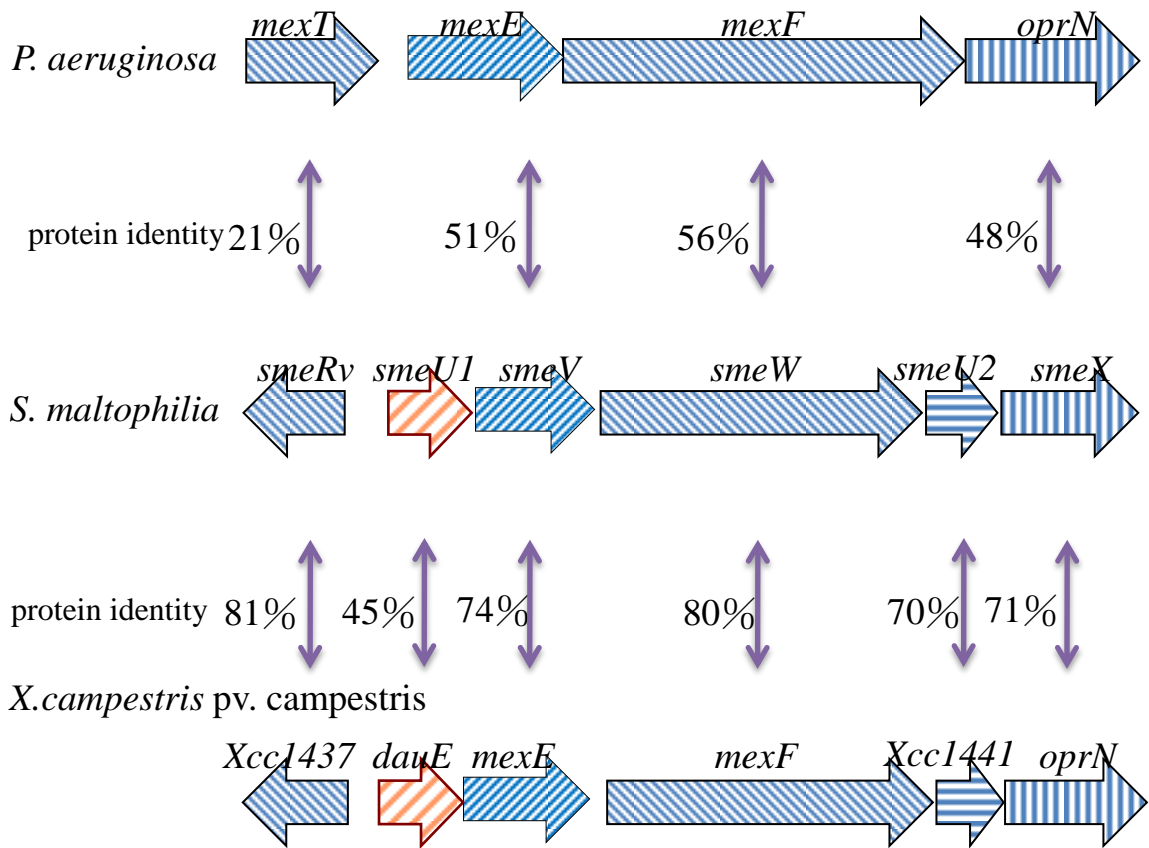 mexT mexE mexF oprN
P. aeruginosa
protein identity 21% 51% 56% 48%
smeRv smeU1 smeV smeW smeU2 smeX
S. maltophilia
protein identity 81% 45% 74% 80% 70% 71%
X.campestris pv. campestris
Xcc1437 dauE mexE mexF Xcc1441 oprN